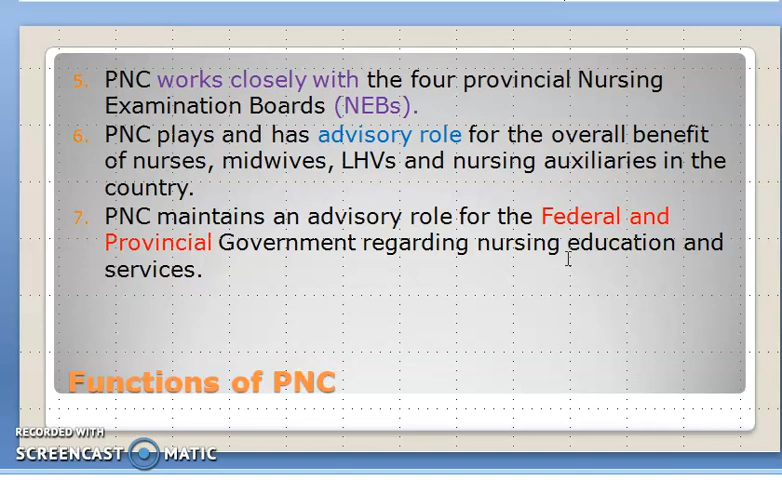 5. PNC works closely with the four provincial Nursing
Examination Boards (NEBs).
6. PNC plays and has advisory role for the overall benefit
of nurses, midwives, LHVs and nursing auxiliaries in the
country.
7. PNC maintains an advisory role for the Federal and
Provincial Government regarding nursing education and
services.
Functions of PNC
RECORDED WITH
SCREENCAST MATIC